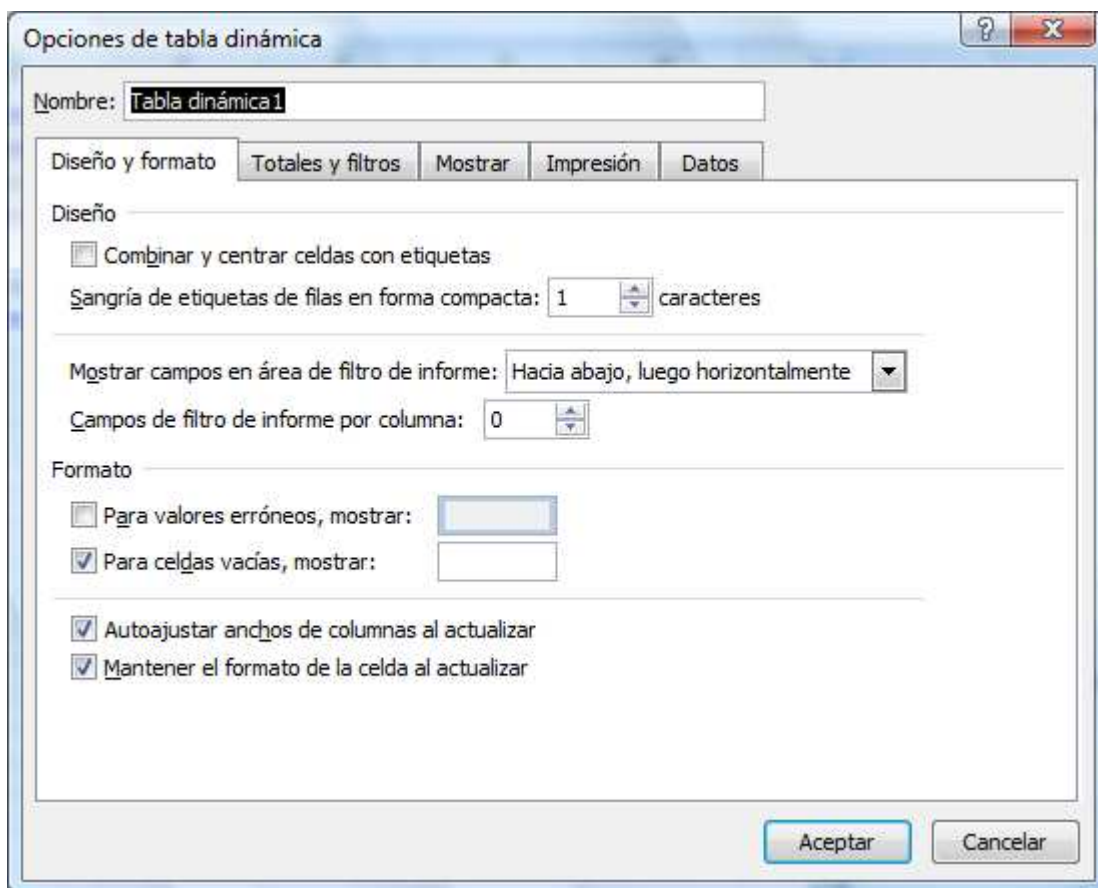 Opciones de tabla dinámica
Nombre: Tabla dinámica1
Diseño y formato Totales y filtros Mostrar Impresión Datos
Diseño
Combinar y centrar celdas con etiquetas
Sangría de etiquetas de filas en forma compacta: 1 caracteres
Mostrar campos en área de filtro de informe: Hacia abajo, luego horizontalmente
Campos de filtro de informe por columna: 0
Formato
Para valores erróneos, mostrar:
Para celdas vacías, mostrar:
Autoajustar anchos de columnas al actualizar
Mantener el formato de la celda al actualizar
Aceptar Cancelar